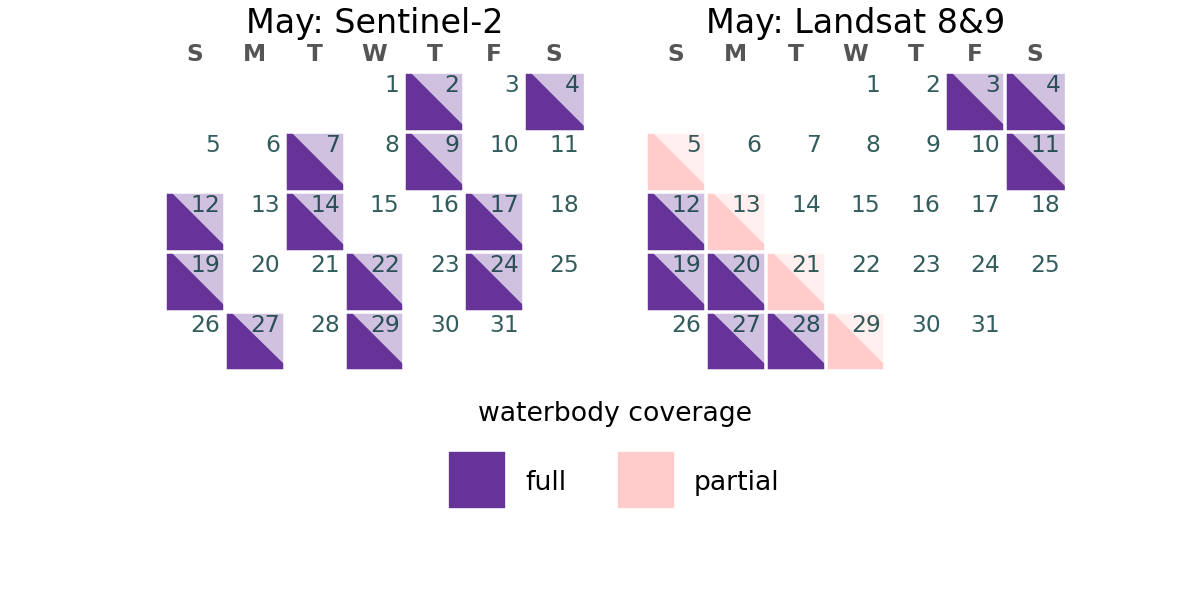 May: Sentinel-2
S M T W T F S
1 2 3 4
5 6 7 8 9 10 11
12 13 14 15 16 17 18
19 20 21 22 23 24 25
26 27 28 29 30 31
May: Landsat 8&9
S M T W T F S
1 2 3 4
5 6 7 8 9 10 11
12 13 14 15 16 17 18
19 20 21 22 23 24 25
26 27 28 29 30 31
waterbody coverage
full partial